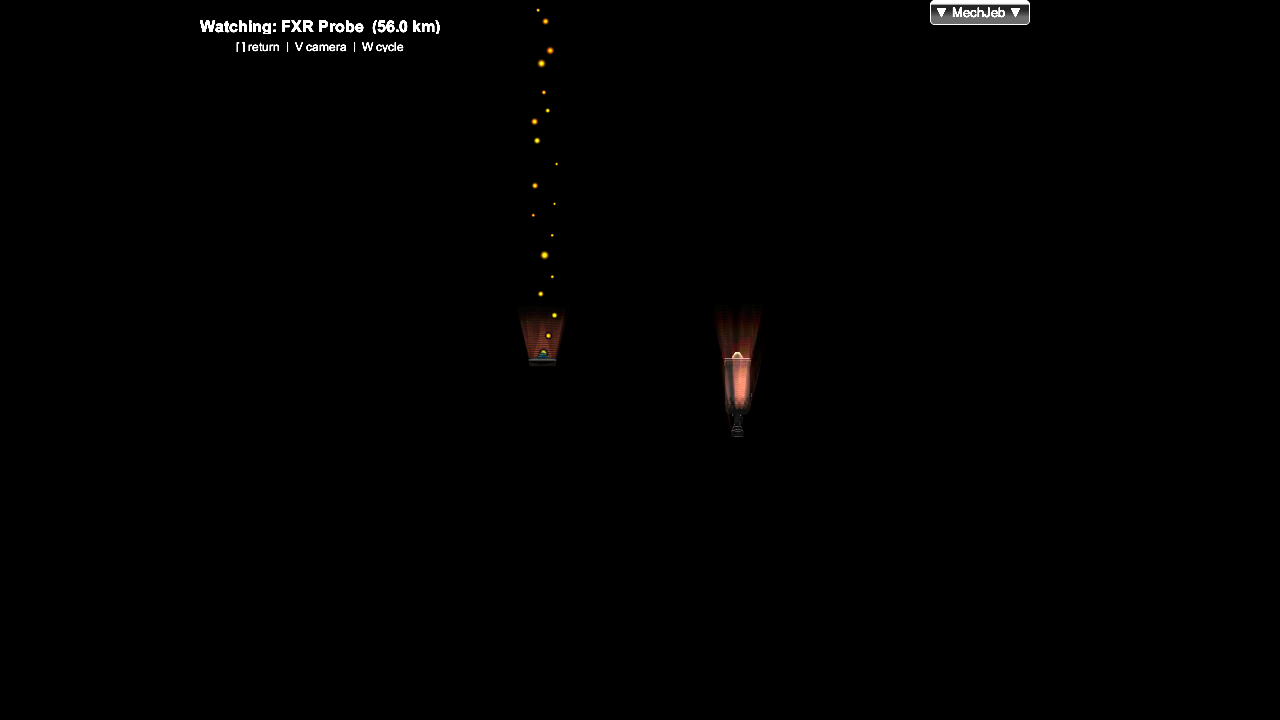 Watching: FXR Probe (56.0 km)
[ ] return | V camera | W cycle
▼ MechJeb ▼